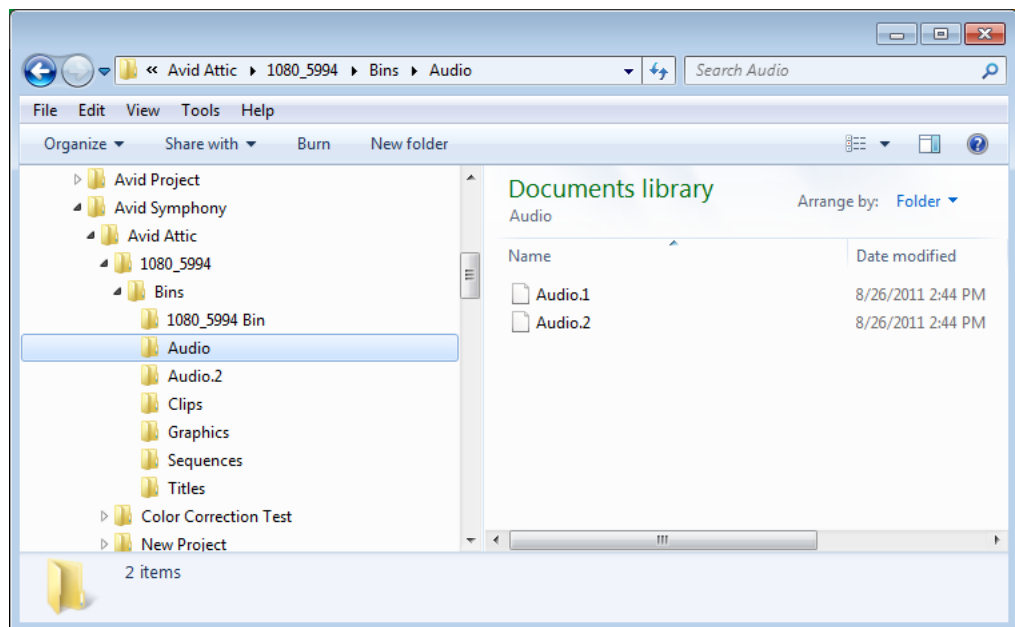 « Avid Attic ▸ 1080_5994 ▸ Bins ▸ Audio Search Audio
File Edit View Tools Help
Organize Share with Burn New folder
Avid Project
Avid Symphony
Avid Attic
1080_5994
Bins
1080_5994 Bin
Audio
Audio.2
Clips
Graphics
Sequences
Titles
Color Correction Test
New Project
Documents library
Audio
Arrange by: Folder
Name Date modified
Audio.1 8/26/2011 2:44 PM
Audio.2 8/26/2011 2:44 PM
2 items